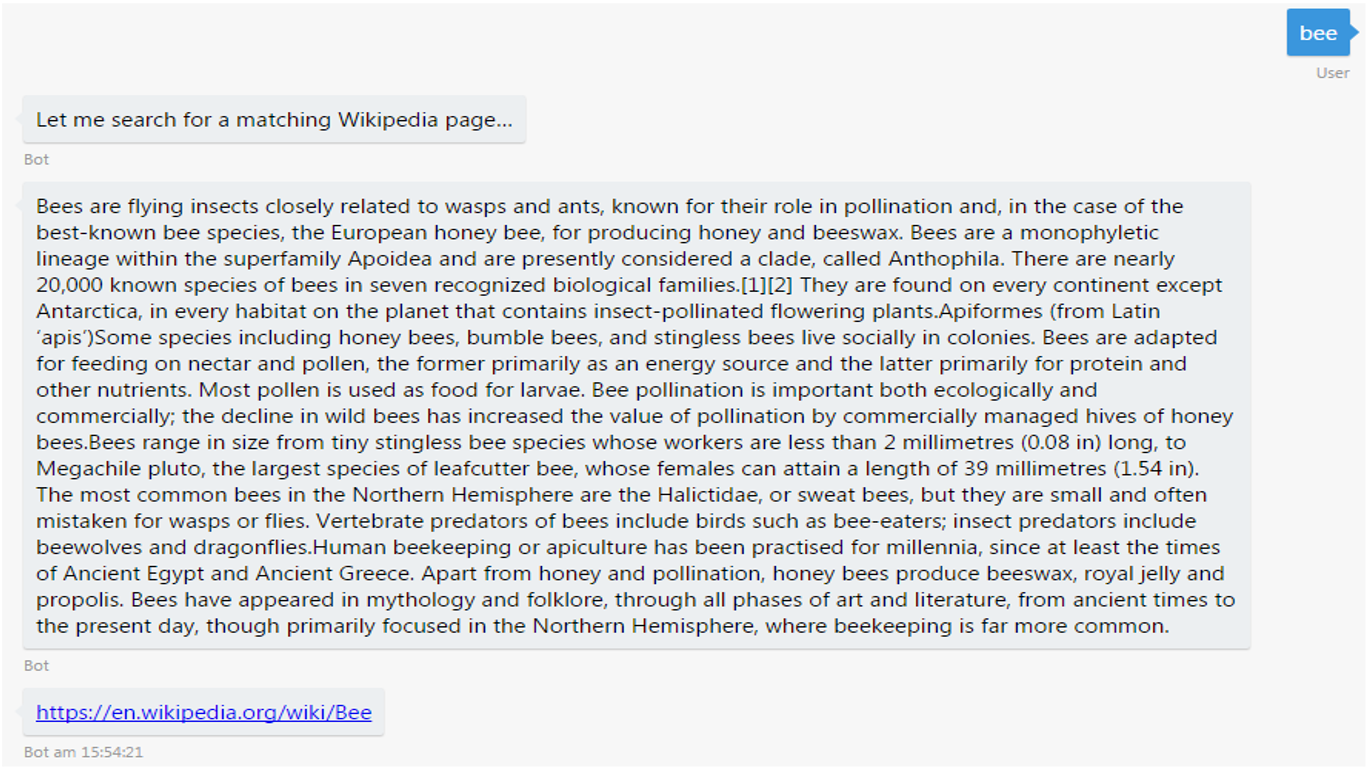 bee
User
Let me search for a matching Wikipedia page...
Bot
Bees are flying insects closely related to wasps and ants, known for their role in pollination and, in the case of the
best-known bee species, the European honey bee, for producing honey and beeswax. Bees are a monophyletic
lineage within the superfamily Apoidea and are presently considered a clade, called Anthophila. There are nearly
20,000 known species of bees in seven recognized biological families.[1][2] They are found on every continent except
Antarctica, in every habitat on the planet that contains insect-pollinated flowering plants.Apiformes (from Latin
‘apis’)Some species including honey bees, bumble bees, and stingless bees live socially in colonies. Bees are adapted
for feeding on nectar and pollen, the former primarily as an energy source and the latter primarily for protein and
other nutrients. Most pollen is used as food for larvae. Bee pollination is important both ecologically and
commercially; the decline in wild bees has increased the value of pollination by commercially managed hives of honey
bees.Bees range in size from tiny stingless bee species whose workers are less than 2 millimetres (0.08 in) long, to
Megachile pluto, the largest species of leafcutter bee, whose females can attain a length of 39 millimetres (1.54 in).
The most common bees in the Northern Hemisphere are the Halictidae, or sweat bees, but they are small and often
mistaken for wasps or flies. Vertebrate predators of bees include birds such as bee-eaters; insect predators include
beewolves and dragonflies.Human beekeeping or apiculture has been practised for millennia, since at least the times
of Ancient Egypt and Ancient Greece. Apart from honey and pollination, honey bees produce beeswax, royal jelly and
propolis. Bees have appeared in mythology and folklore, through all phases of art and literature, from ancient times to
the present day, though primarily focused in the Northern Hemisphere, where beekeeping is far more common.
Bot
https://en.wikipedia.org/wiki/Bee
Bot am 15:54:21